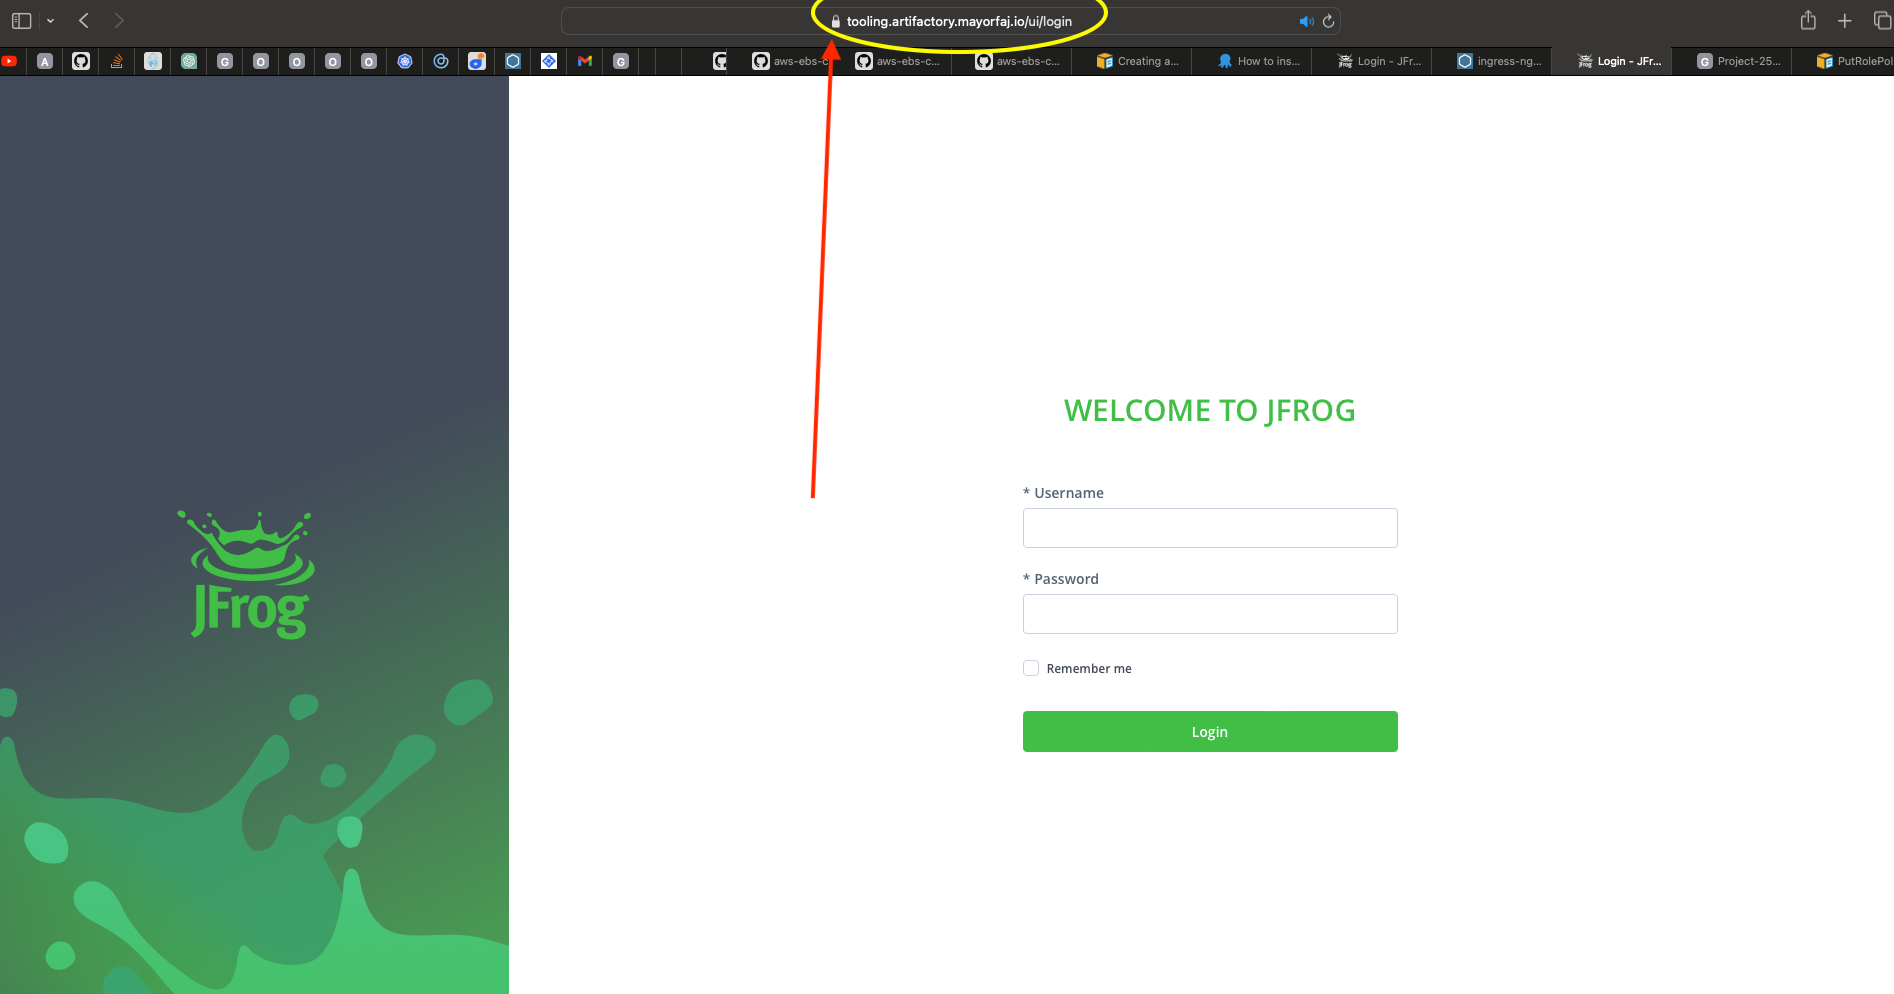 tooling.artifactory.mayorfaj.io/ui/login
A
G
O
O
O
O
G
aws-ebs-c
aws-ebs-c...
aws-ebs-c...
Creating a...
How to ins...
Login - JFr...
ingress-ng...
Login - JFr...
G
Project-25...
PutRolePol
WELCOME TO JFROG
* Username
* Password
Remember me
Login
JFrog